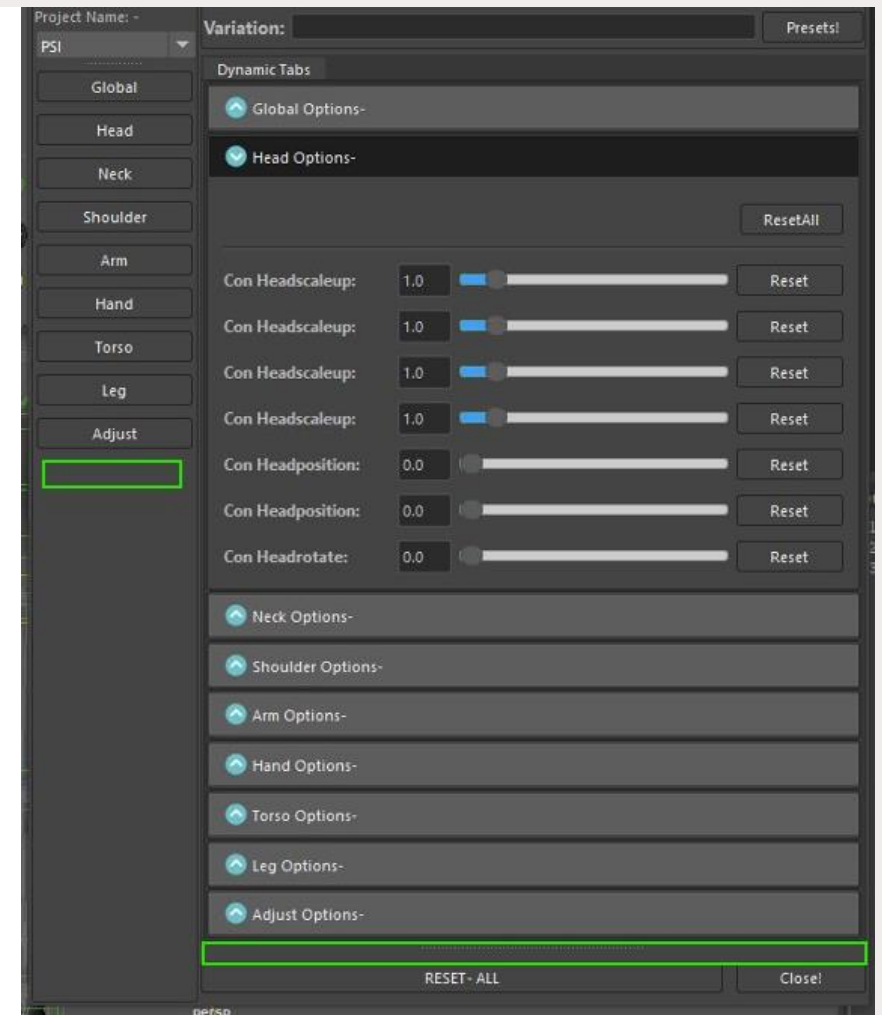 Project Name: -
PSI
Global
Head
Neck
Shoulder
Arm
Hand
Torso
Leg
Adjust
Variation:
Presets!
Dynamic Tabs
Global Options-
Head Options-
ResetAll
Con Headscaleup: 1.0 Reset
Con Headscaleup: 1.0 Reset
Con Headscaleup: 1.0 Reset
Con Headscaleup: 1.0 Reset
Con Headposition: 0.0 Reset
Con Headposition: 0.0 Reset
Con Headrotate: 0.0 Reset
Neck Options-
Shoulder Options-
Arm Options-
Hand Options-
Torso Options-
Leg Options-
Adjust Options-
RESET- ALL
Close!
persp